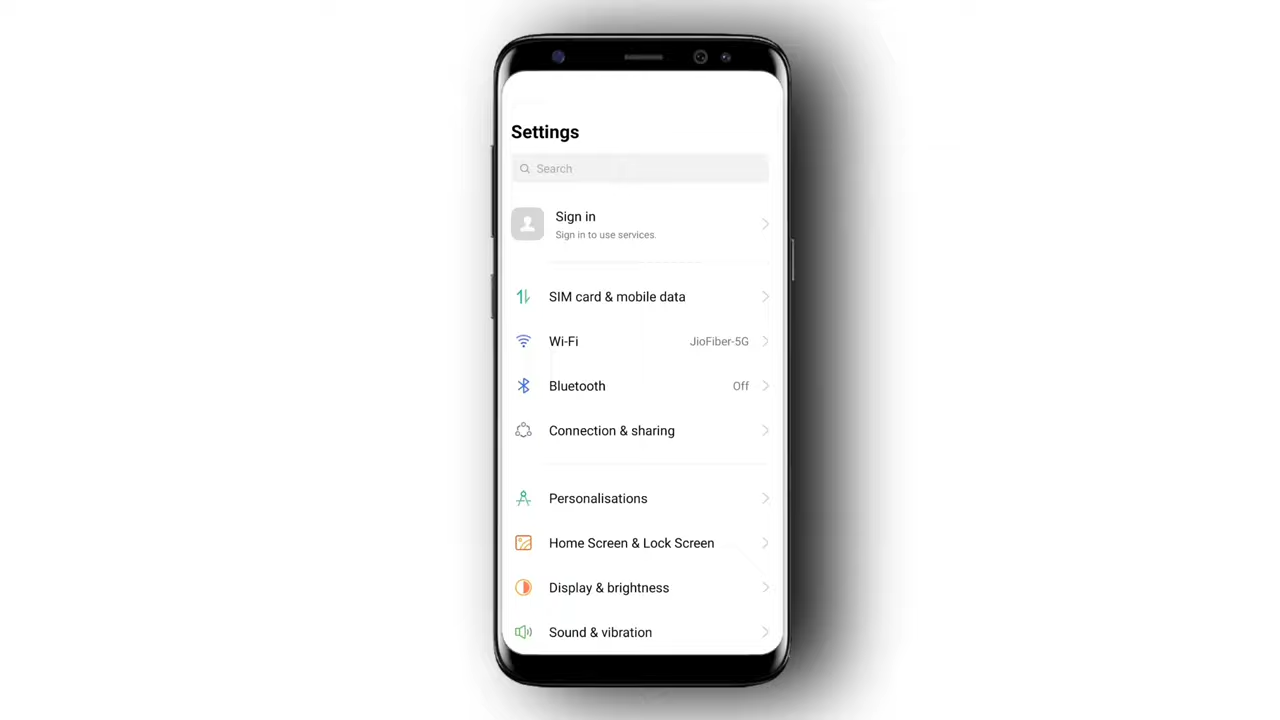 Settings
Search
Sign in
Sign in to use services.
SIM card & mobile data
Wi-Fi JioFiber-5G
Bluetooth Off
Connection & sharing
Personalisations
Home Screen & Lock Screen
Display & brightness
Sound & vibration